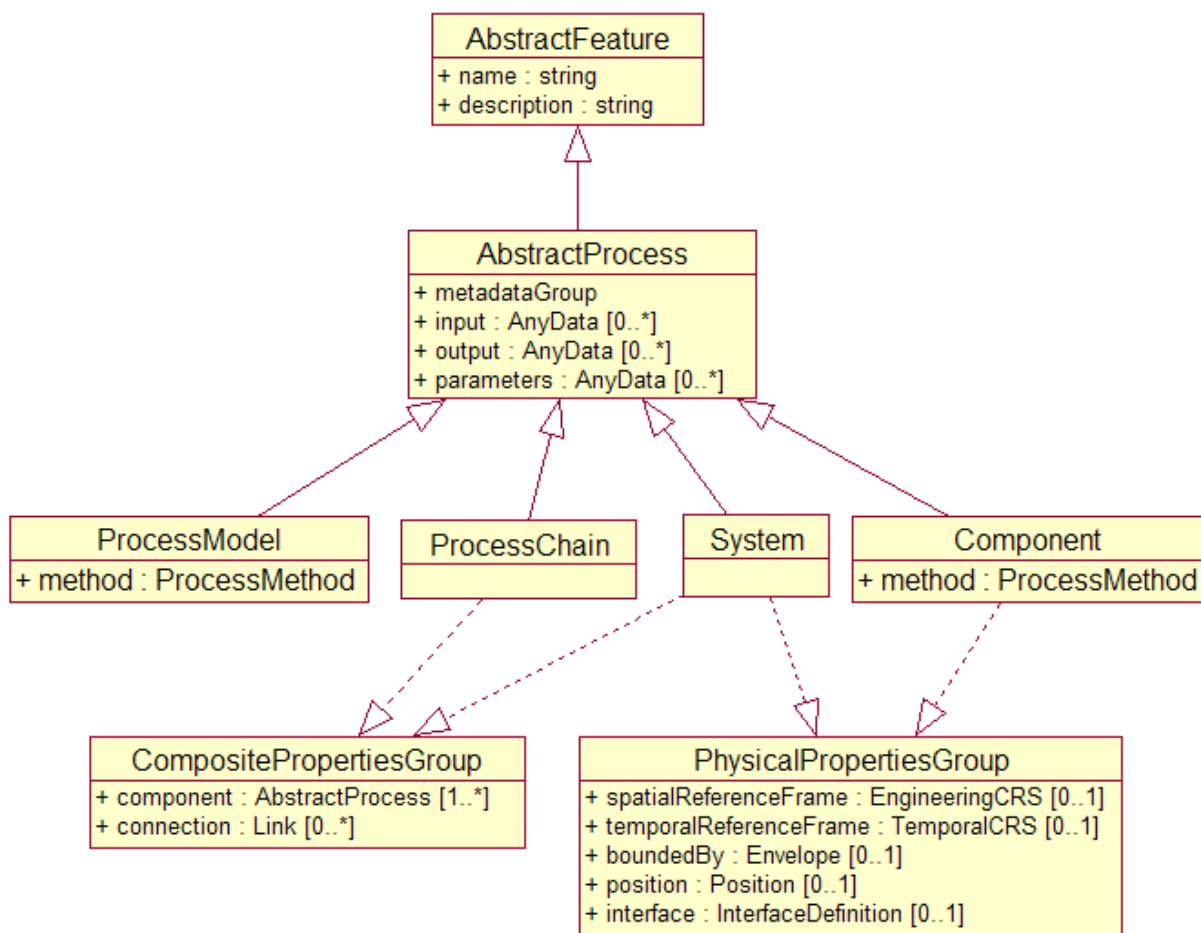 AbstractFeature
+ name : string
+ description : string
AbstractProcess
+ metadataGroup
+ input : AnyData [0..*]
+ output : AnyData [0..*]
+ parameters : AnyData [0..*]
ProcessModel
+ method : ProcessMethod
ProcessChain
System
Component
+ method : ProcessMethod
CompositePropertiesGroup
+ component : AbstractProcess [1..*]
+ connection : Link [0..*]
PhysicalPropertiesGroup
+ spatialReferenceFrame : EngineeringCRS [0..1]
+ temporalReferenceFrame : TemporalCRS [0..1]
+ boundedBy : Envelope [0..1]
+ position : Position [0..1]
+ interface : InterfaceDefinition [0..1]